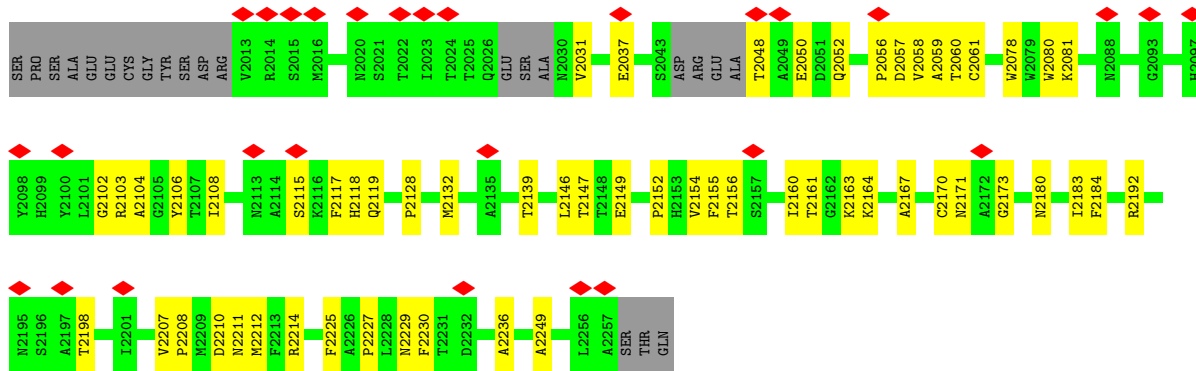 SER PRO SER ALA GLU GLU CYS GLY TYR SER ASP ARG V2013 R2014 S2015 M2016 N2020 S2021 T2022 I2023 T2024 T2025 Q2026 GLU SER ALA N2030 V2031 E2037 S2043 ASP ARG GLU ALA T2048 A2049 E2050 D2051 Q2052 P2056 D2057 V2058 A2059 T2060 C2061 W2078 W2079 W2080 K2081 N2088 G2093 H2097
Y2098 H2099 Y2100 L2101 G2102 R2103 A2104 G2105 Y2106 T2107 I2108 N2113 A2114 S2115 K2116 F2117 H2118 Q2119 P2128 M2132 A2135 T2139 L2146 T2147 T2148 E2149 P2152 H2153 V2154 F2155 T2156 S2157 I2160 T2161 G2162 K2163 K2164 A2167 C2170 N2171 A2172 G2173 N2180 I2183 F2184 R2192
N2195 S2196 A2197 T2198 I2201 V2207 P2208 M2209 D2210 N2211 M2212 F2213 R2214 F2225 A2226 P2227 L2228 N2229 F2230 T2231 D2232 A2236 A2249 L2256 A2257 SER THR GLN